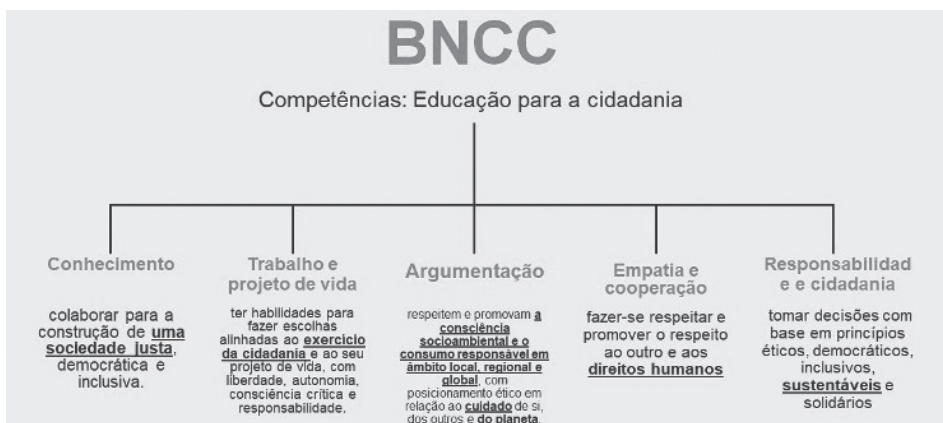 BNCC
Competências: Educação para a cidadania
Conhecimento
colaborar para a
construção de uma
sociedade justa,
democrática e
inclusiva.
Trabalho e
projeto de vida
ter habilidades para
fazer escolhas
alinhadas ao exercício
da cidadania e ao seu
projeto de vida, com
liberdade, autonomia,
consciência crítica e
responsabilidade.
Argumentação
respeitem e promovam a
consciência
socioambiental e o
consumo responsável em
âmbito local, regional e
global, com
posicionamento ético em
relação ao cuidado de si,
dos outros e do planeta.
Empatia e
cooperação
fazer-se respeitar e
promover o respeito
ao outro e aos
direitos humanos
Responsabilidad
e e cidadania
tomar decisões com
base em princípios
éticos, democráticos,
inclusivos,
sustentáveis e
solidários